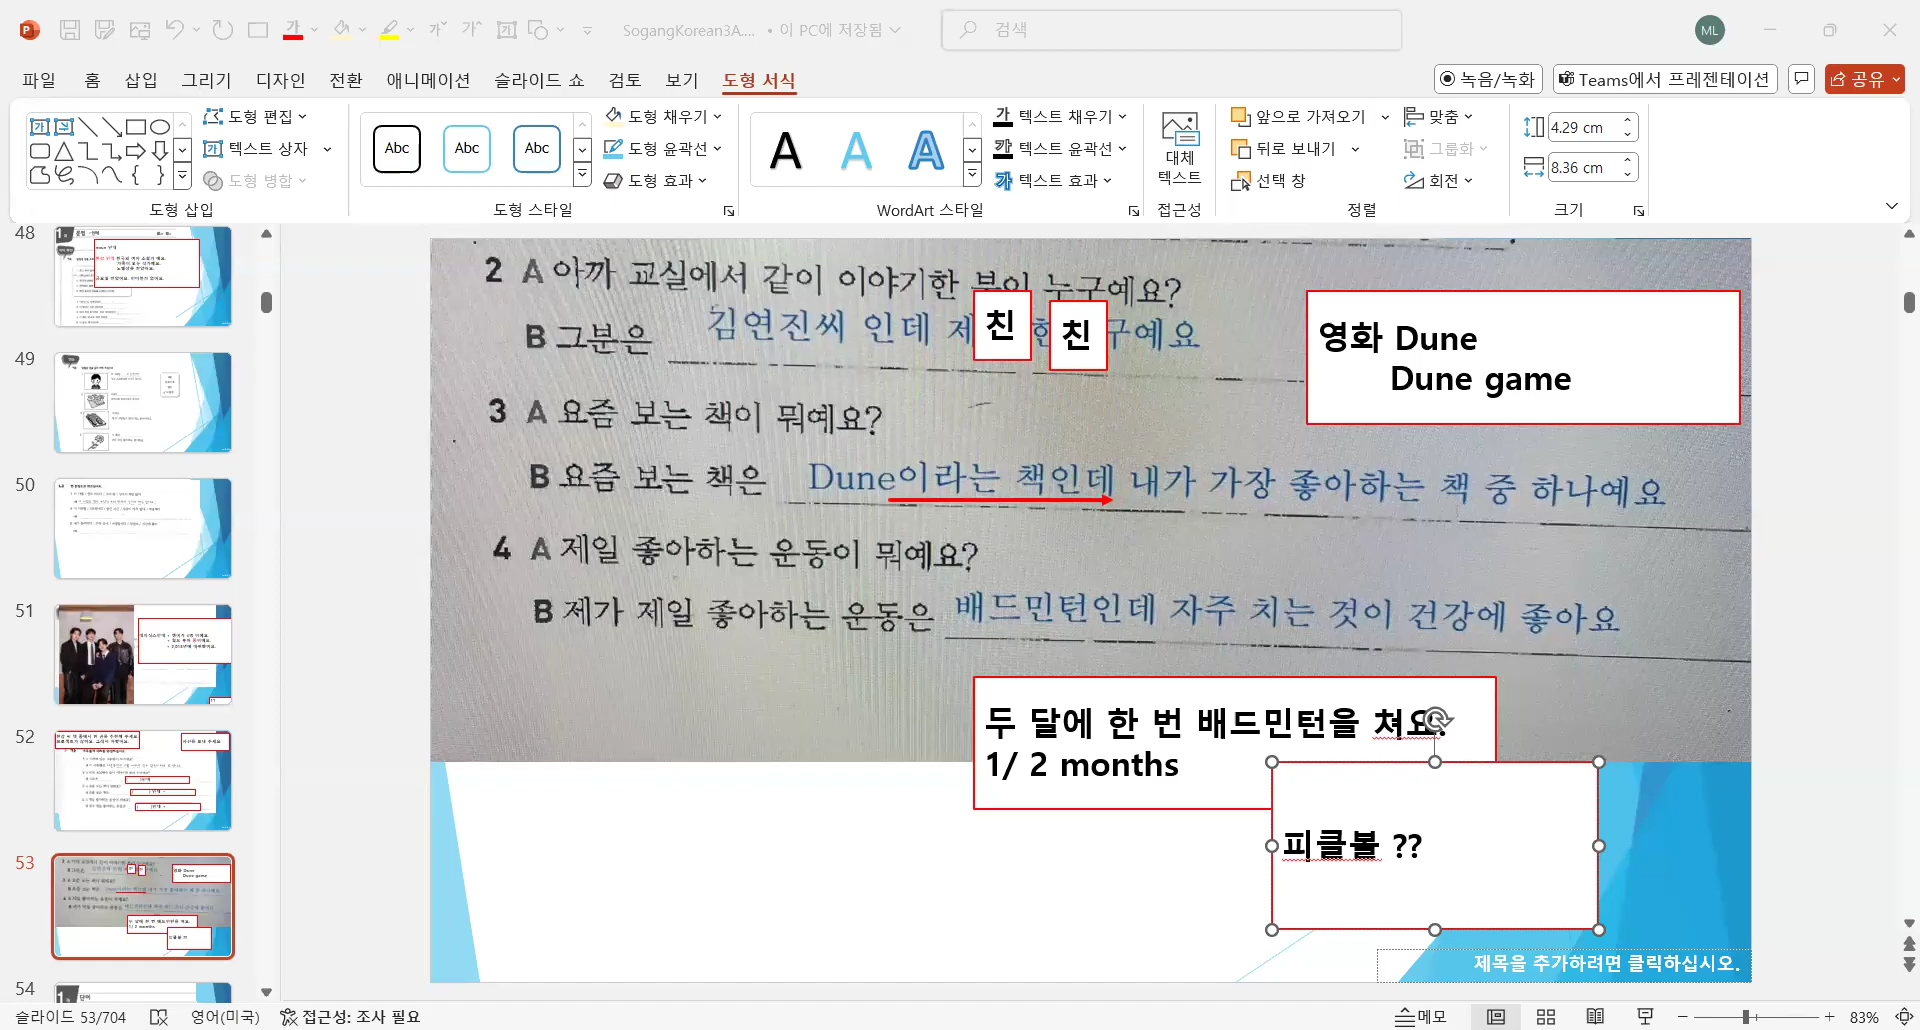 SogangKorean3A.... • 이 PC에 저장됨
검색
ML
파일 홈 삽입 그리기 디자인 전환 애니메이션 슬라이드 쇼 검토 보기 도형 서식
녹음/녹화 Teams에서 프레젠테이션 공유
도형 편집
텍스트 상자
도형 병합
도형 삽입
Abc Abc Abc
도형 채우기
도형 윤곽선
도형 효과
도형 스타일
A A A
텍스트 채우기
텍스트 윤곽선
텍스트 효과
WordArt 스타일
대체
텍스트
접근성
앞으로 가져오기
뒤로 보내기
선택 창
맞춤
그룹화
회전
정렬
4.29 cm
8.36 cm
크기
48
49
50
51
52
53
54
2 A 아까 교실에서 같이 이야기한 분이 누구예요?
B 그분은 김연진씨 인데 제 친한 친구예요
영화 Dune
Dune game
3 A 요즘 보는 책이 뭐예요?
B 요즘 보는 책은 Dune이라는 책인데 내가 가장 좋아하는 책 중 하나예요
4 A 제일 좋아하는 운동이 뭐예요?
B 제가 제일 좋아하는 운동은 배드민턴인데 자주 치는 것이 건강에 좋아요
두 달에 한 번 배드민턴을 쳐요.
1/ 2 months
피클볼 ??
제목을 추가하려면 클릭하십시오.
슬라이드 53/704 영어(미국) 접근성: 조사 필요
메모 83%